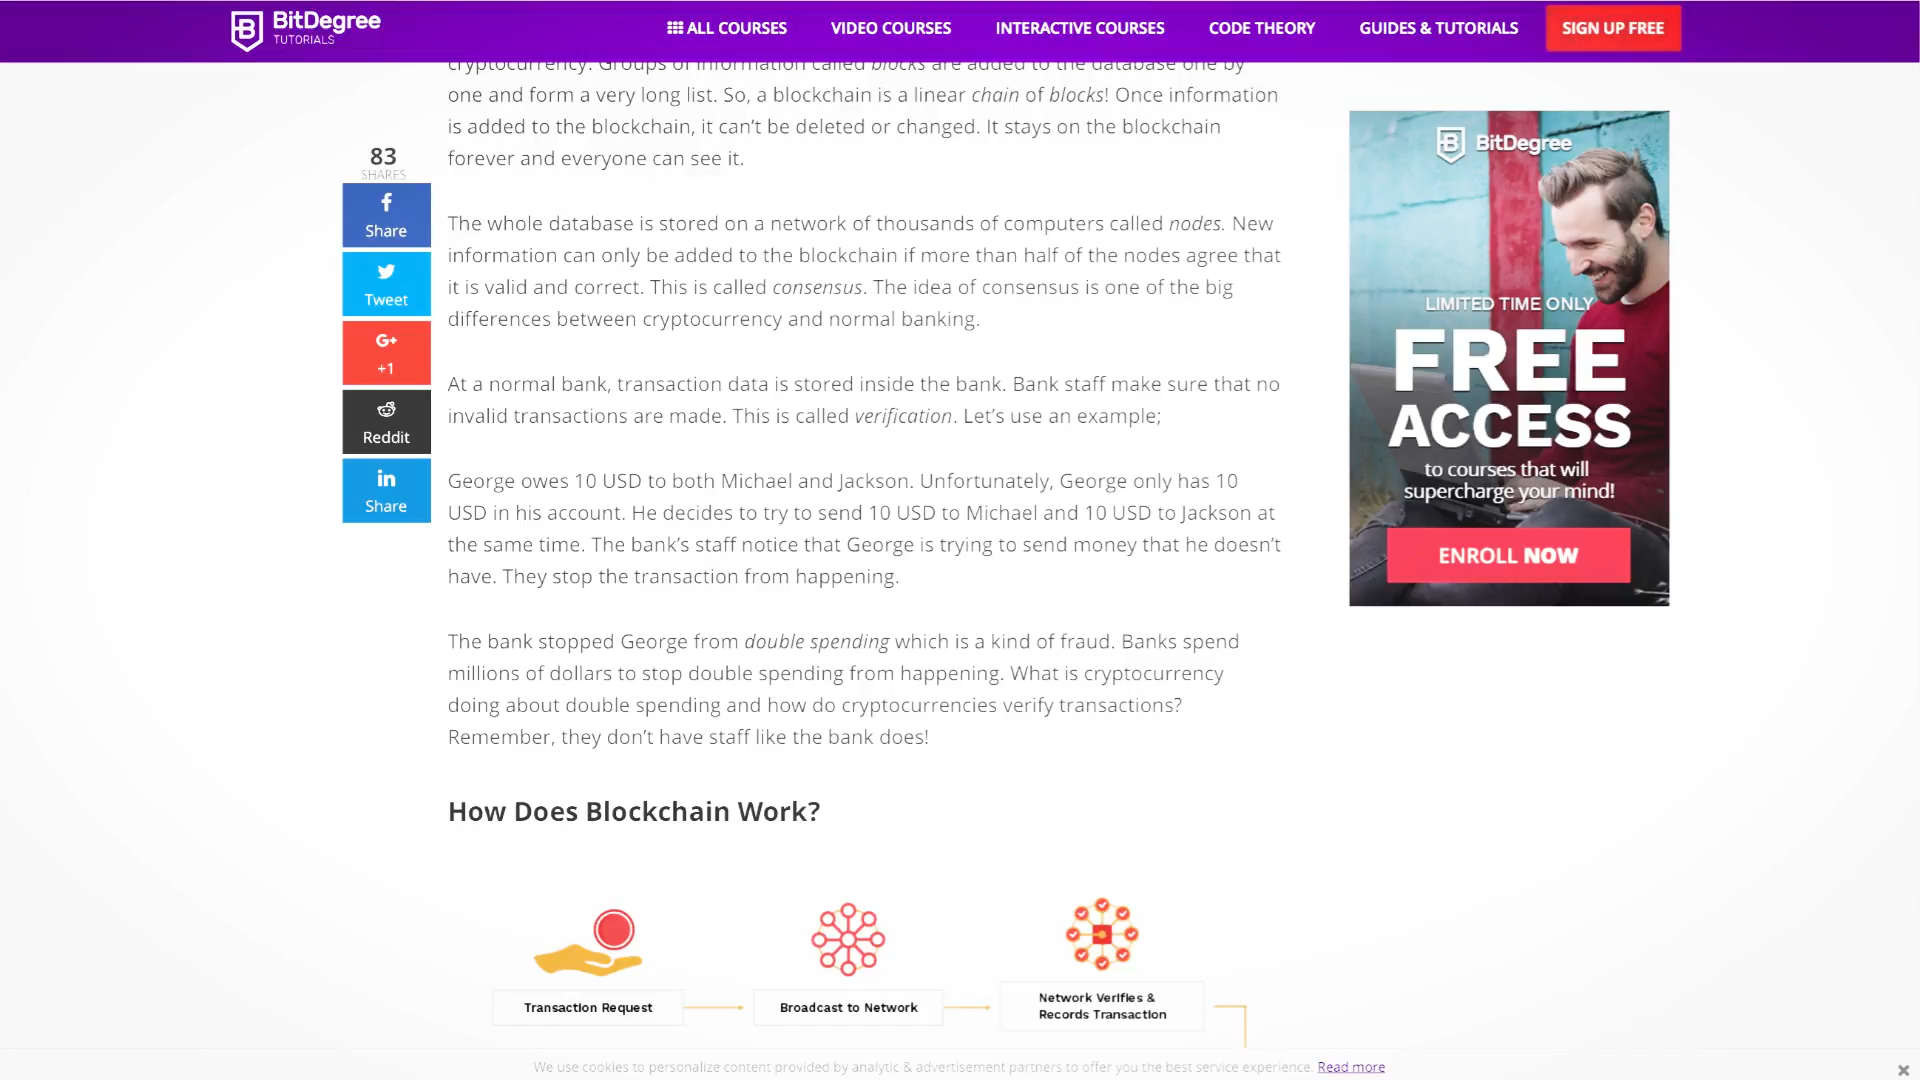 BitDegree
TUTORIALS
ALL COURSES
VIDEO COURSES
INTERACTIVE COURSES
CODE THEORY
GUIDES & TUTORIALS
SIGN UP FREE
cryptocurrency. Groups of information called blocks are added to the database one by
one and form a very long list. So, a blockchain is a linear chain of blocks! Once information
is added to the blockchain, it can’t be deleted or changed. It stays on the blockchain
forever and everyone can see it.
83
SHARES
Share
Tweet
G+
+1
Reddit
in
Share
The whole database is stored on a network of thousands of computers called nodes. New
information can only be added to the blockchain if more than half of the nodes agree that
it is valid and correct. This is called consensus. The idea of consensus is one of the big
differences between cryptocurrency and normal banking.
At a normal bank, transaction data is stored inside the bank. Bank staff make sure that no
invalid transactions are made. This is called verification. Let’s use an example;
George owes 10 USD to both Michael and Jackson. Unfortunately, George only has 10
USD in his account. He decides to try to send 10 USD to Michael and 10 USD to Jackson at
the same time. The bank’s staff notice that George is trying to send money that he doesn’t
have. They stop the transaction from happening.
The bank stopped George from double spending which is a kind of fraud. Banks spend
millions of dollars to stop double spending from happening. What is cryptocurrency
doing about double spending and how do cryptocurrencies verify transactions?
Remember, they don’t have staff like the bank does!
How Does Blockchain Work?
Transaction Request
Broadcast to Network
Network Verifies &
Records Transaction
BitDegree
LIMITED TIME ONLY
FREE
ACCESS
to courses that will
supercharge your mind!
ENROLL NOW
We use cookies to personalize content provided by analytic & advertisement partners to offer you the best service experience. Read more